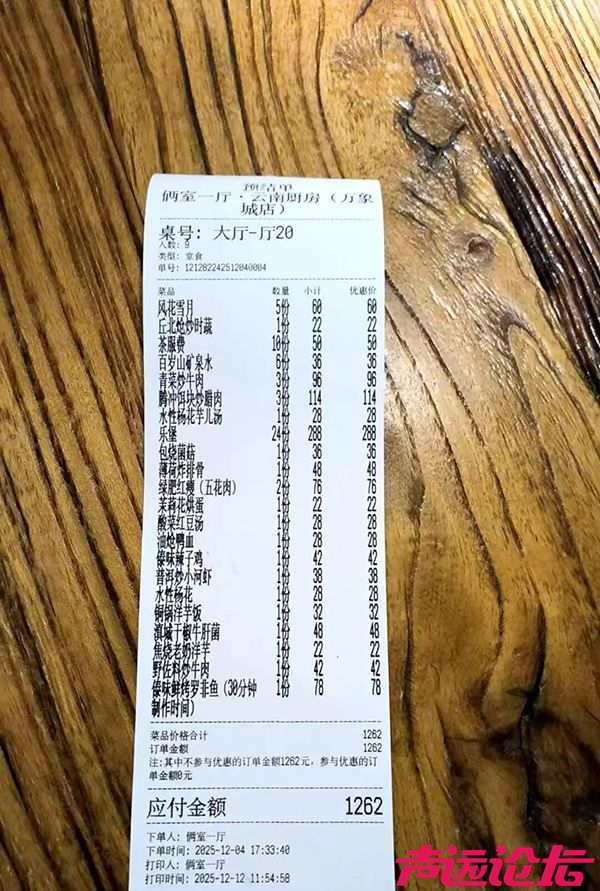 预结单
俩室一厅·云南厨房（万象
城店）
桌号: 大厅-厅20
人数: 9
类型: 堂食
单号: 121282242512040004
菜品 数量 小计 优惠价
风花雪月 5份 60 60
丘北炝炒时蔬 1份 22 22
茶服费 10份 50 50
百岁山矿泉水 6份 36 36
青菜炒牛肉 3份 96 96
腾冲饵块炒腊肉 3份 114 114
水性杨花芋儿汤 1份 28 28
乐堡 24份 288 288
包烧菌菇 1份 36 36
薄荷炸排骨 1份 48 48
绿肥红瘦（五花肉） 2份 76 76
茉莉花烘蛋 1份 22 22
酸菜红豆汤 1份 28 28
油炝鸭血 1份 28 28
傣味辣子鸡 1份 42 42
普洱炒小河虾 1份 38 38
水性杨花 1份 28 28
铜锅洋芋饭 1份 32 32
滇域干椒牛肝菌 1份 48 48
焦烧老奶洋芋 1份 22 22
野佐料炒牛肉 1份 42 42
傣味鲜烤罗非鱼（30分钟 1份 78 78
制作时间）
菜品价格合计 1262
订单金额 1262
注:其中不参与优惠的订单金额1262元，参与优惠的订
单金额0元
应付金额 1262
下单人: 俩室一厅
下单时间: 2025-12-04 17:33:40
打印人: 俩室一厅
打印时间: 2025-12-12 11:54:58
声远论坛